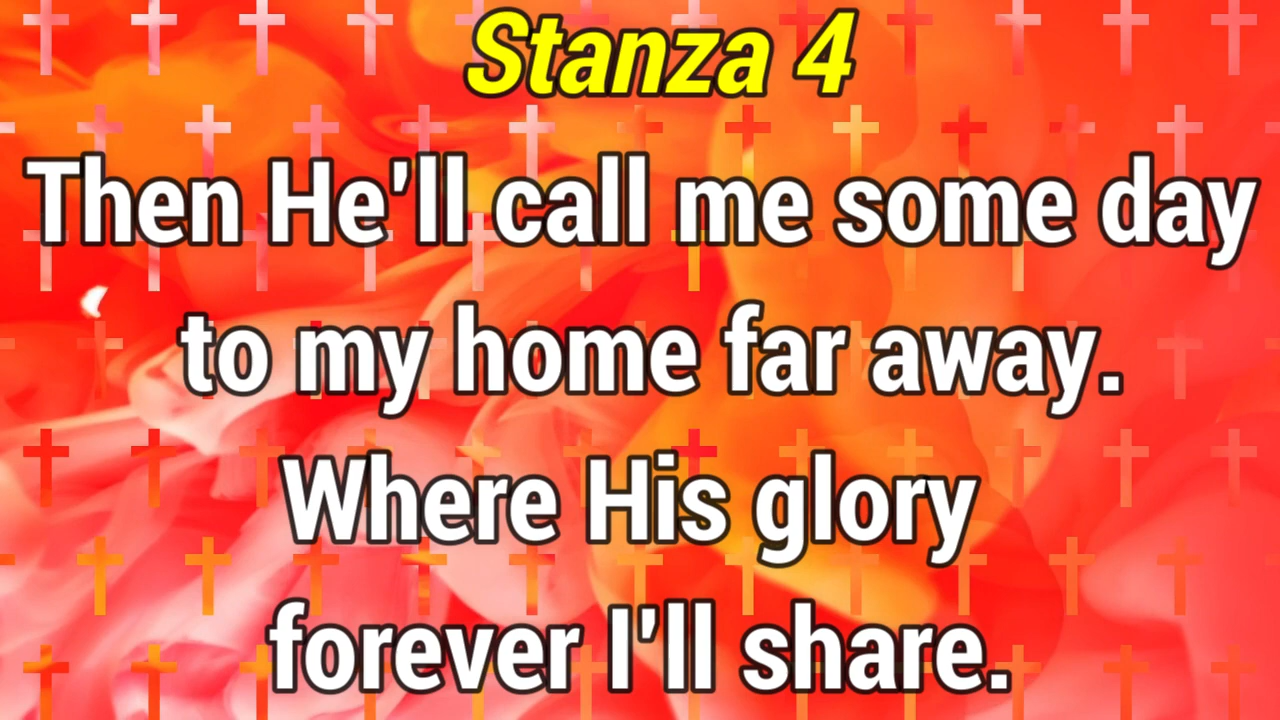 Stanza 4
Then He'll call me some day
to my home far away.
Where His glory
forever I'll share.